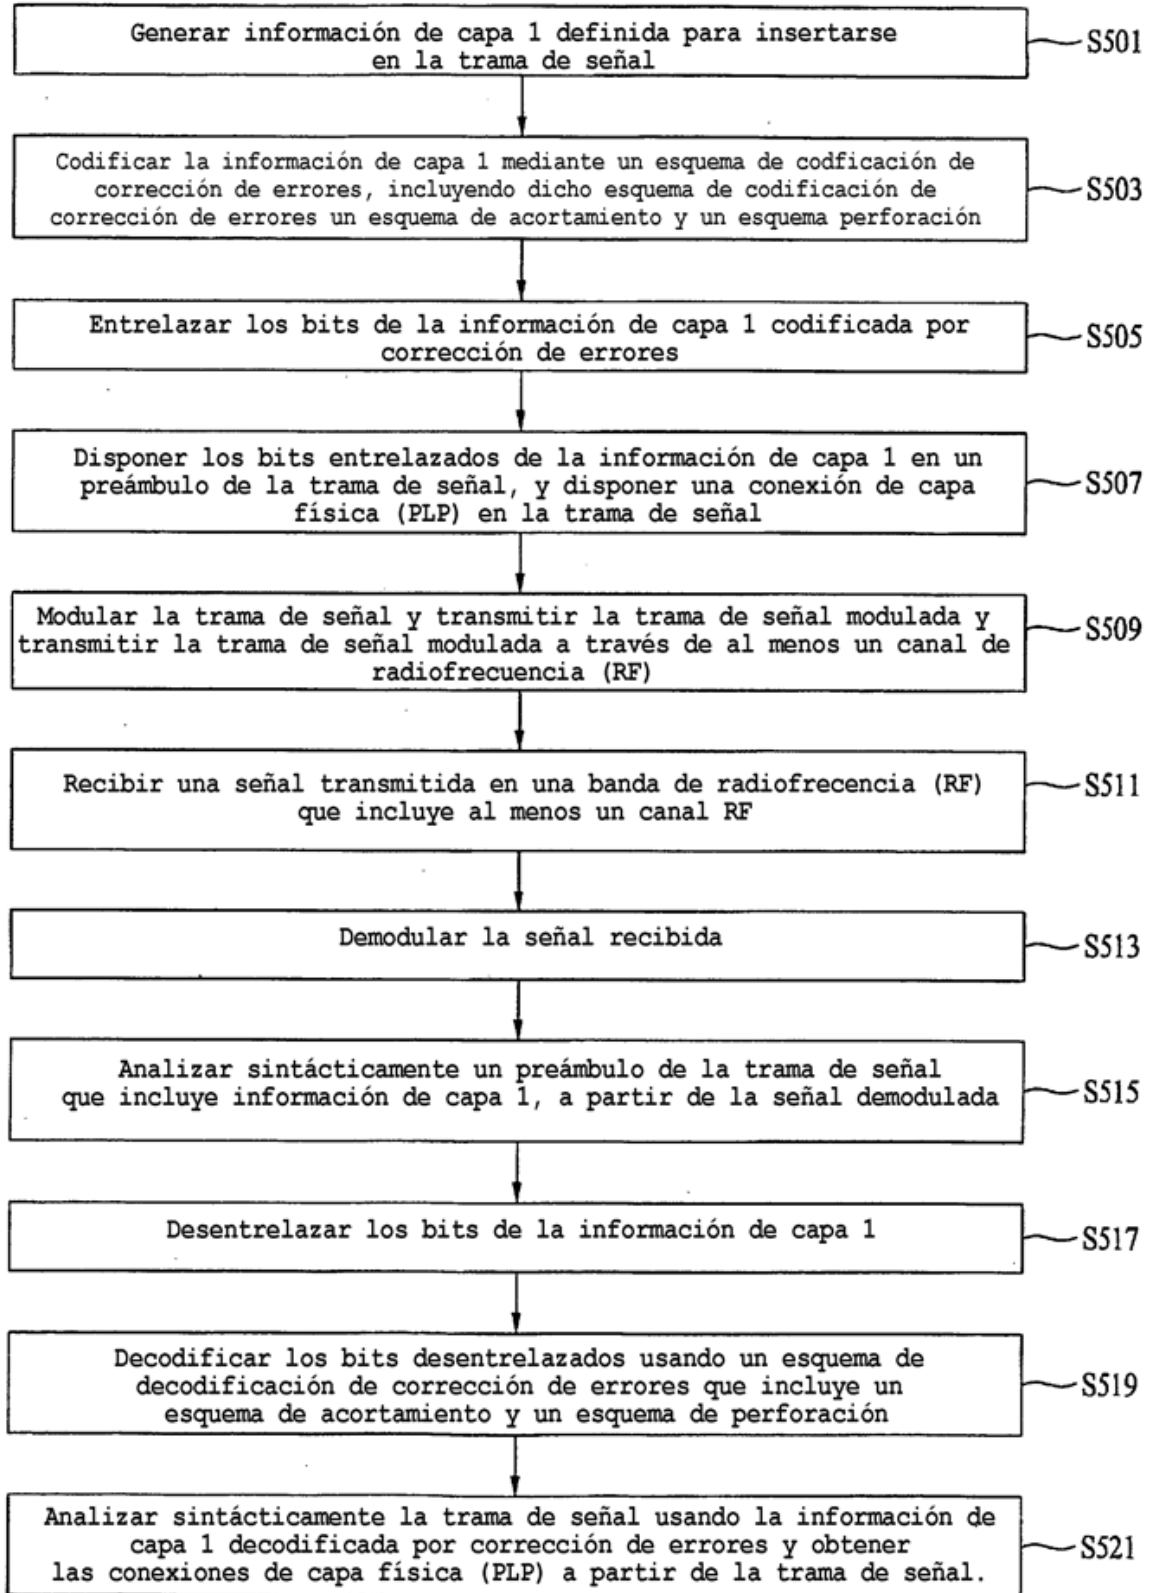 Generar información de capa 1 definida para insertarse
en la trama de señal
S501
Codificar la información de capa 1 mediante un esquema de codficación de
corrección de errores, incluyendo dicho esquema de codificación de
corrección de errores un esquema de acortamiento y un esquema perforación
S503
Entrelazar los bits de la información de capa 1 codificada por
corrección de errores
S505
Disponer los bits entrelazados de la información de capa 1 en un
preámbulo de la trama de señal, y disponer una conexión de capa
física (PLP) en la trama de señal
S507
Modular la trama de señal y transmitir la trama de señal modulada y
transmitir la trama de señal modulada a través de al menos un canal de
radiofrecuencia (RF)
S509
Recibir una señal transmitida en una banda de radiofrecencia (RF)
que incluye al menos un canal RF
S511
Demodular la señal recibida
S513
Analizar sintácticamente un preámbulo de la trama de señal
que incluye información de capa 1, a partir de la señal demodulada
S515
Desentrelazar los bits de la información de capa 1
S517
Decodificar los bits desentrelazados usando un esquema de
decodificación de corrección de errores que incluye un
esquema de acortamiento y un esquema de perforación
S519
Analizar sintácticamente la trama de señal usando la información de
capa 1 decodificada por corrección de errores y obtener
las conexiones de capa física (PLP) a partir de la trama de señal.
S521